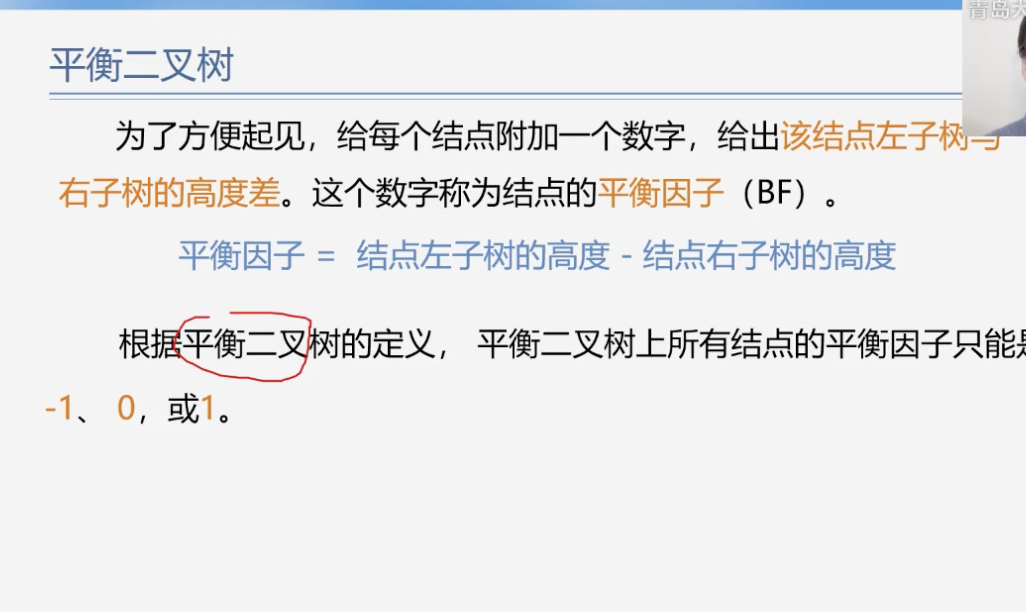 青岛大
平衡二叉树
为了方便起见，给每个结点附加一个数字，给出该结点左子树与
右子树的高度差。这个数字称为结点的平衡因子（BF）。
平衡因子 = 结点左子树的高度 - 结点右子树的高度
根据平衡二叉树的定义， 平衡二叉树上所有结点的平衡因子只能是
-1、 0，或1。